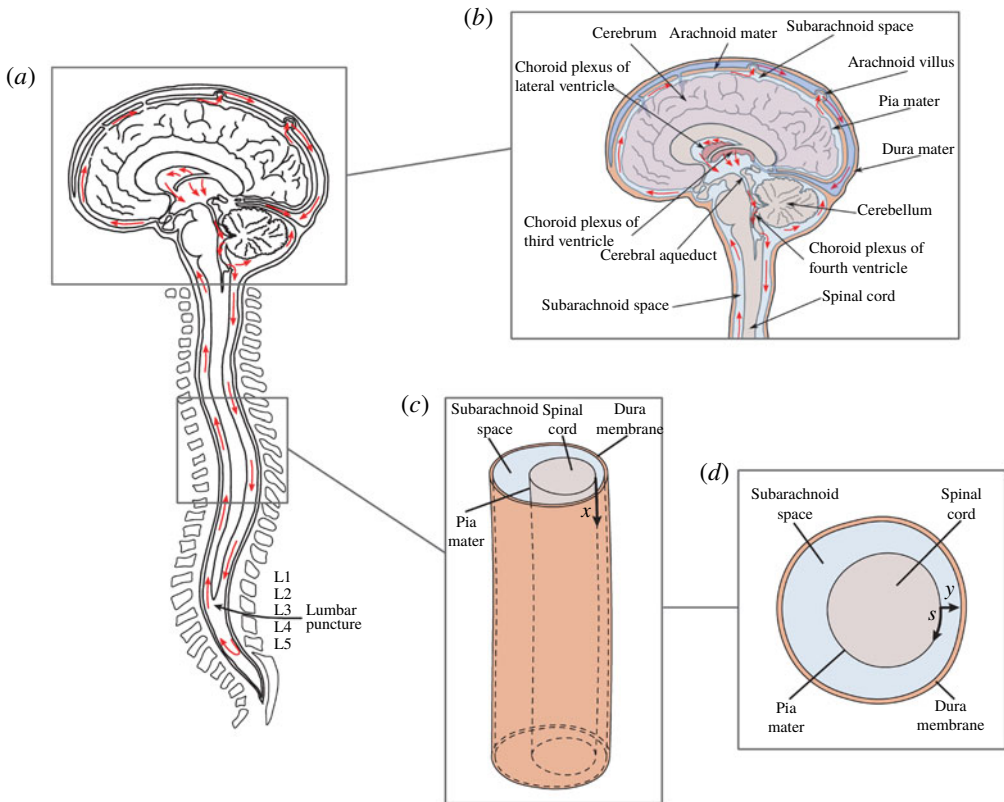 (a)
L1
L2
L3
L4
L5
Lumbar
puncture
(b)
Cerebrum
Arachnoid mater
Subarachnoid space
Choroid plexus of
lateral ventricle
Arachnoid villus
Pia mater
Dura mater
Choroid plexus of
third ventricle
Cerebral aqueduct
Cerebellum
Choroid plexus of
fourth ventricle
Subarachnoid space
Spinal cord
(c)
Subarachnoid
space
Spinal
cord
Dura
membrane
Pia
mater
x
(d)
Subarachnoid
space
Spinal
cord
y
s
Pia
mater
Dura
membrane